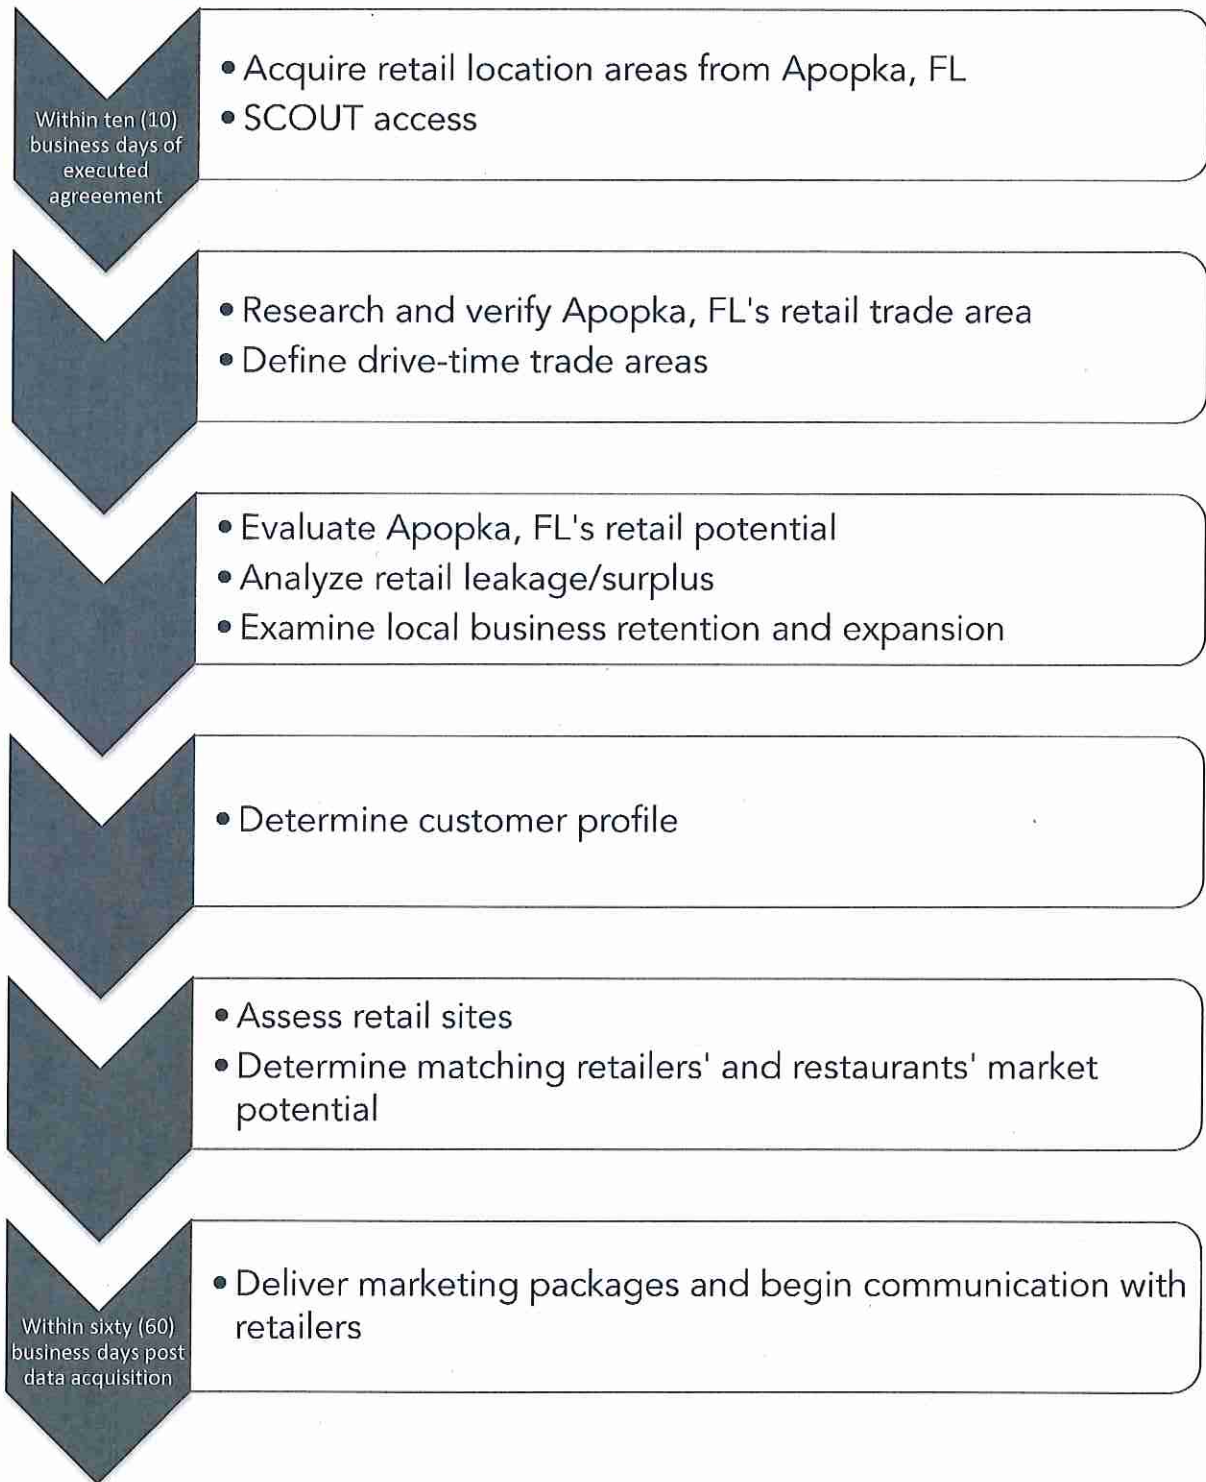 Within ten (10)
business days of
executed
agreeement
• Acquire retail location areas from Apopka, FL
• SCOUT access
• Research and verify Apopka, FL's retail trade area
• Define drive-time trade areas
• Evaluate Apopka, FL's retail potential
• Analyze retail leakage/surplus
• Examine local business retention and expansion
• Determine customer profile
• Assess retail sites
• Determine matching retailers' and restaurants' market
potential
Within sixty (60)
business days post
data acquisition
• Deliver marketing packages and begin communication with
retailers